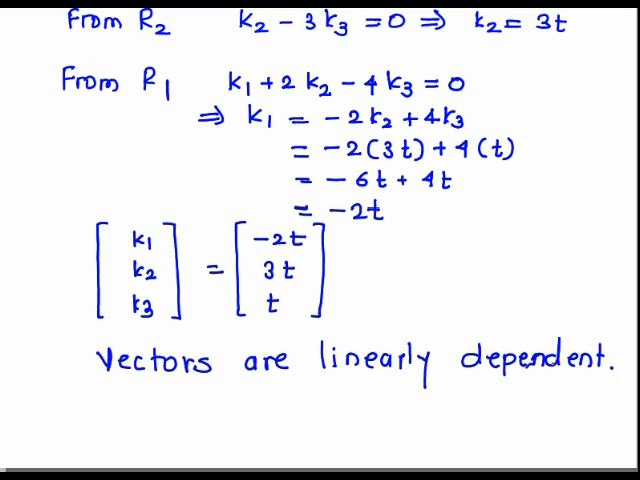 From R2 k2 - 3k3 = 0 ⇒ k2 = 3t
From R1 k1 + 2k2 - 4k3 = 0
⇒ k1 = -2k2 + 4k3
= -2(3t) + 4(t)
= -6t + 4t
= -2t
[k1 k2 k3] = [-2t 3t t]
Vectors are linearly dependent.